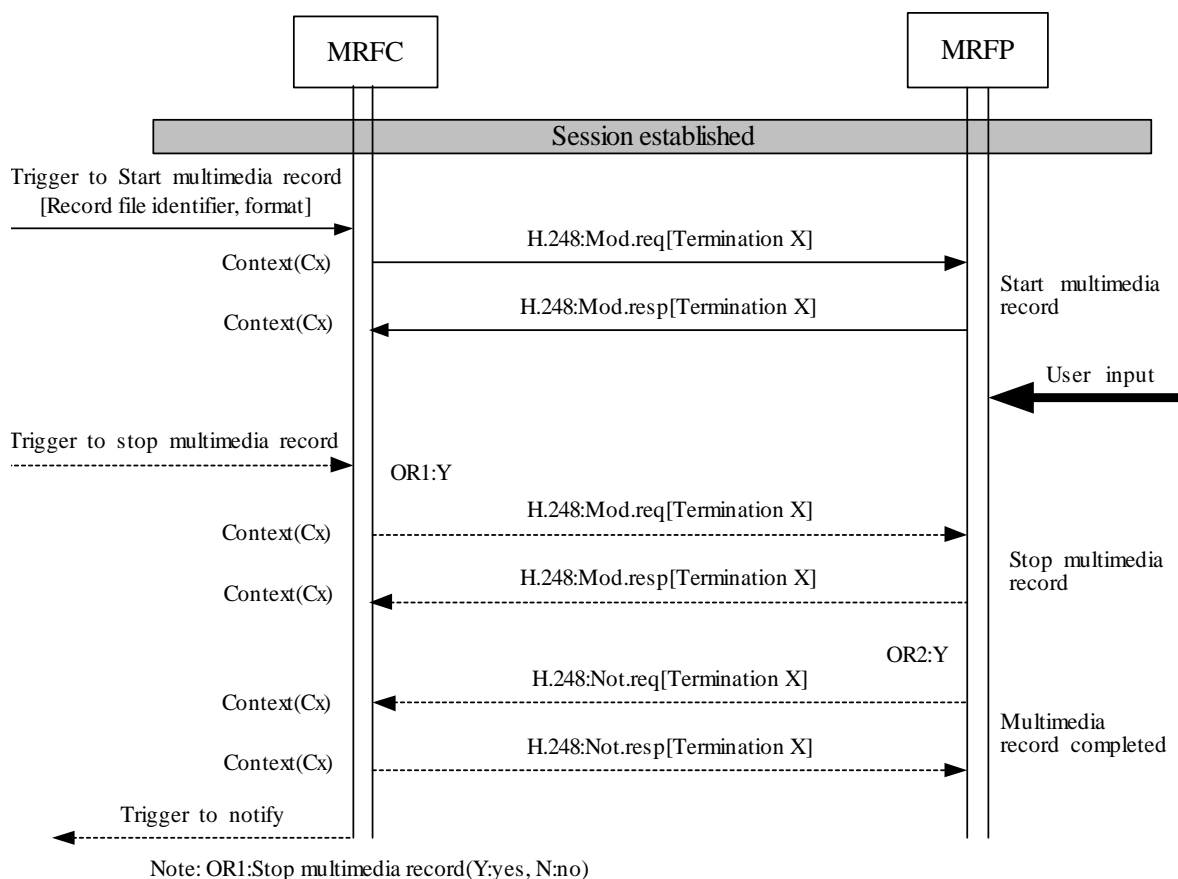 MRFC
MRFP
Session established
Trigger to Start multimedia record
[Record file identifier, format]
H.248:Mod.req[Termination X]
Context(Cx)
Start multimedia
record
H.248:Mod.resp[Termination X]
Context(Cx)
User input
Trigger to stop multimedia record
OR1:Y
H.248:Mod.req[Termination X]
Context(Cx)
Stop multimedia
record
H.248:Mod.resp[Termination X]
Context(Cx)
OR2:Y
H.248:Not.req[Termination X]
Context(Cx)
Multimedia
record completed
H.248:Not.resp[Termination X]
Context(Cx)
Trigger to notify
Note: OR1:Stop multimedia record(Y:yes, N:no)